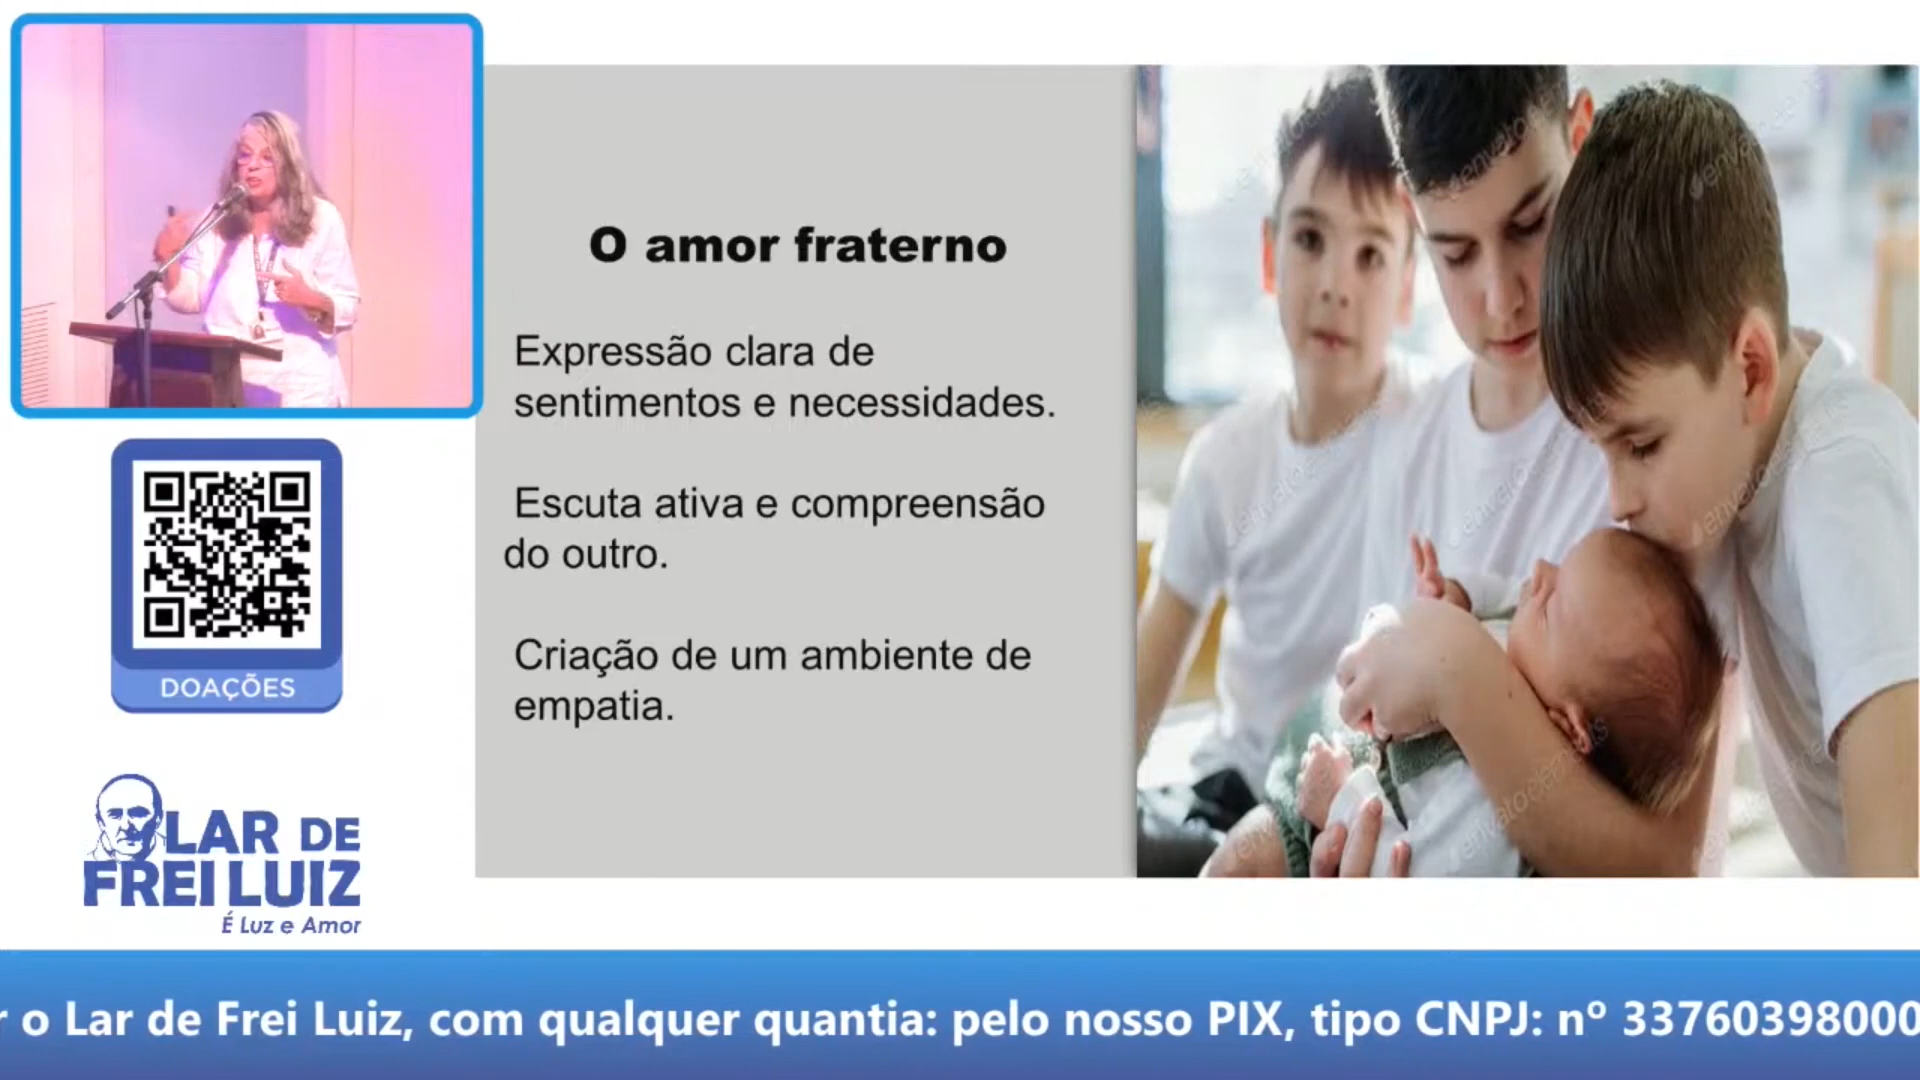 O amor fraterno
Expressão clara de
sentimentos e necessidades.
Escuta ativa e compreensão
do outro.
Criação de um ambiente de
empatia.
DOAÇÕES
LAR DE
FREI LUIZ
É Luz e Amor
o Lar de Frei Luiz, com qualquer quantia: pelo nosso PIX, tipo CNPJ: nº 33760398000